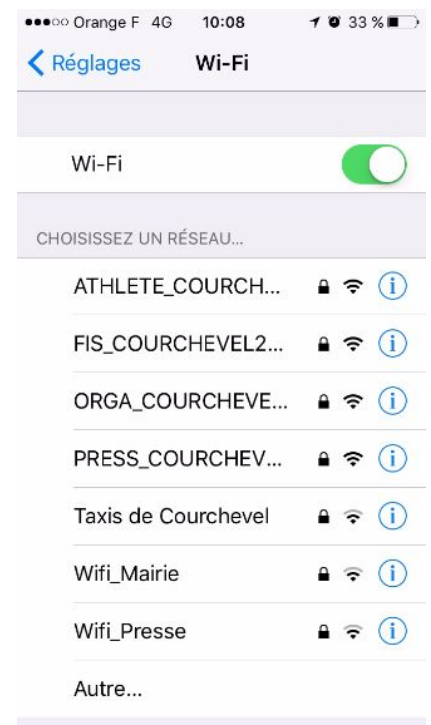 Orange F 4G 10:08 33 %
Réglages Wi-Fi
Wi-Fi
CHOISISSEZ UN RÉSEAU...
ATHLETE_COURCH...
FIS_COURCHEVEL2...
ORGA_COURCHEVE...
PRESS_COURCHEV...
Taxis de Courchevel
Wifi_Mairie
Wifi_Presse
Autre...